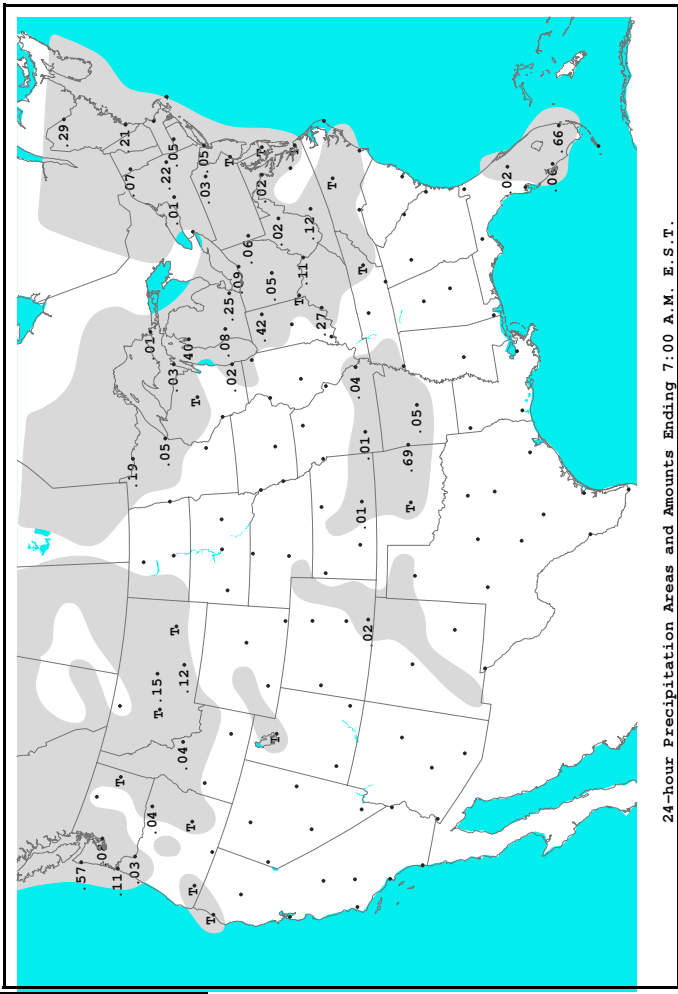 .29
.57
.08
.11
T
.21
.07
.19
.03
.01
.04
T .15
.05
.22
.03
.01
.05
T
.04
.12
.40
T
T
T
.03
.05
T
.08
.25
T
.02
.09
.06
.42
.02
T
.05
T
.02
T
T
.11
.12
.27
T
.04
.01
T
.01
.02
.69
T
.05
.02
.06
.66
24-hour Precipitation Areas and Amounts Ending 7:00 A.M. E.S.T.